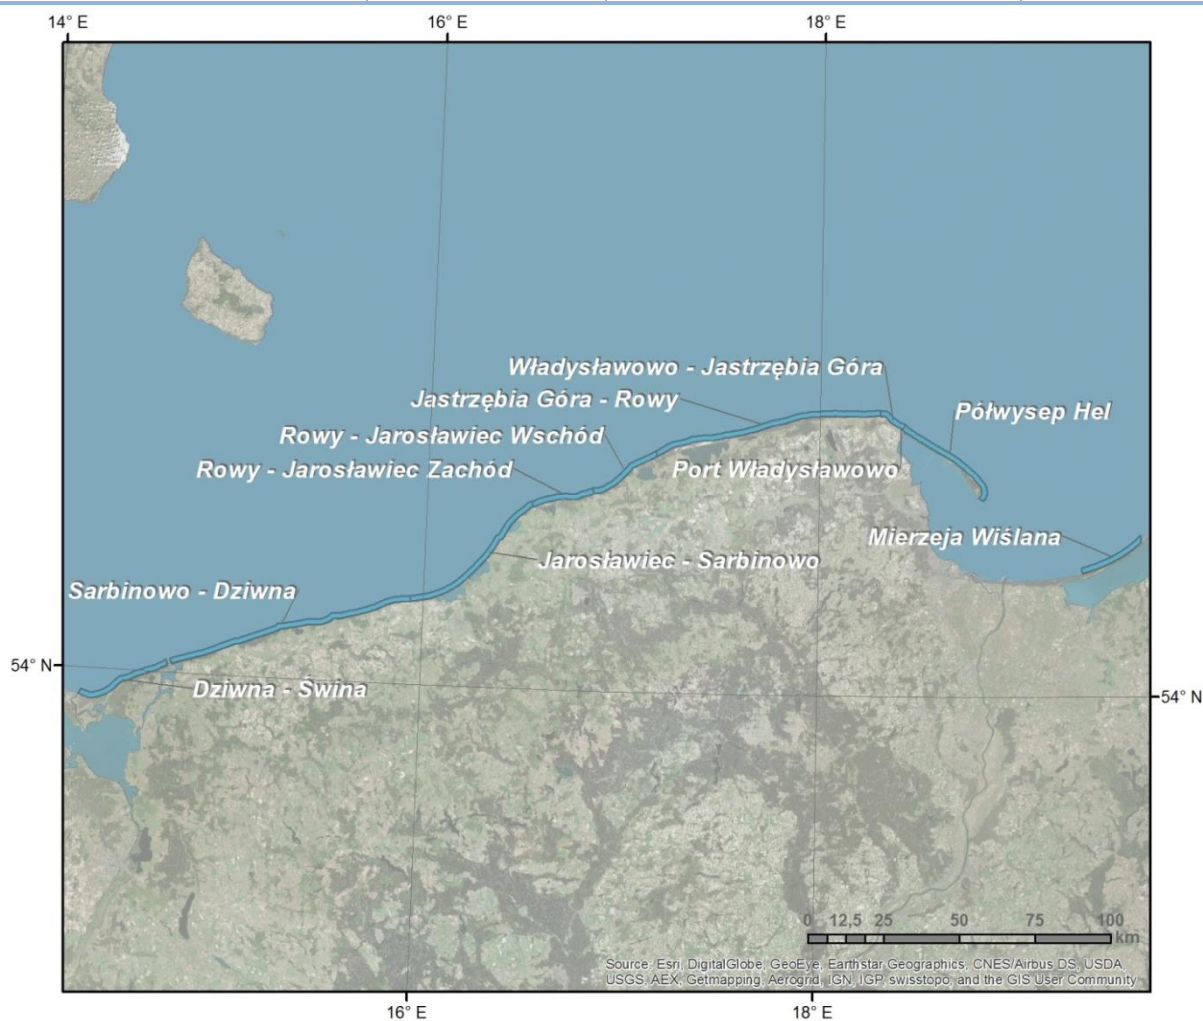 14° E
16° E
18° E
Władysławowo - Jastrzębia Góra
Jastrzębia Góra - Rowy
Półwysep Hel
Rowy - Jarosławiec Wschód
Rowy - Jarosławiec Zachód
Port Władysławowo
Mierzeja Wiślana
Jarosławiec - Sarbinowo
Sarbinowo - Dziwna
54° N
Dziwna - Świna
54° N
0 12,5 25 50 75 100
km
Source: Esri, DigitalGlobe, GeoEye, Earthstar Geographics, CNES/Airbus DS, USDA,
USGS, AEX, Getmapping, Aerogrid, IGN, IGP, swisstopo, and the GIS User Community
16° E
18° E